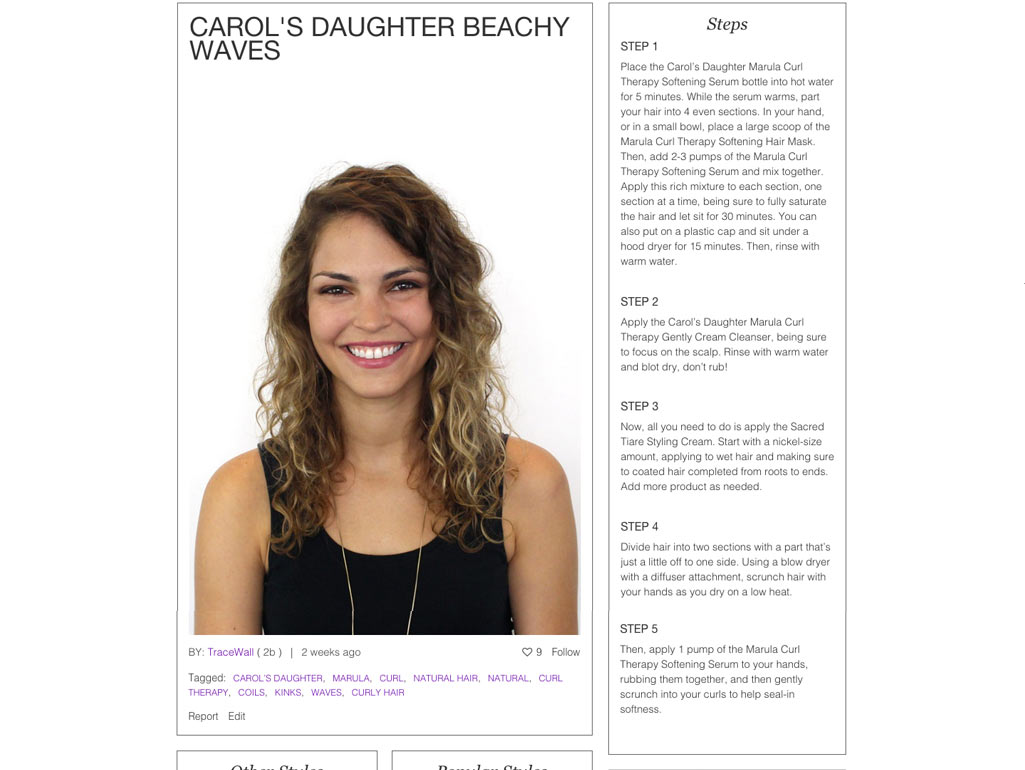 CAROL'S DAUGHTER BEACHY
WAVES
BY: TraceWall ( 2b ) | 2 weeks ago
9 Follow
Tagged: CAROL'S DAUGHTER, MARULA, CURL, NATURAL HAIR, NATURAL, CURL
THERAPY, COILS, KINKS, WAVES, CURLY HAIR
Report Edit
Other Styles
Popular Styles
Steps
STEP 1
Place the Carol's Daughter Marula Curl
Therapy Softening Serum bottle into hot water
for 5 minutes. While the serum warms, part
your hair into 4 even sections. In your hand,
or in a small bowl, place a large scoop of the
Marula Curl Therapy Softening Hair Mask.
Then, add 2-3 pumps of the Marula Curl
Therapy Softening Serum and mix together.
Apply this rich mixture to each section, one
section at a time, being sure to fully saturate
the hair and let sit for 30 minutes. You can
also put on a plastic cap and sit under a
hood dryer for 15 minutes. Then, rinse with
warm water.
STEP 2
Apply the Carol's Daughter Marula Curl
Therapy Gently Cream Cleanser, being sure
to focus on the scalp. Rinse with warm water
and blot dry, don't rub!
STEP 3
Now, all you need to do is apply the Sacred
Tiare Styling Cream. Start with a nickel-size
amount, applying to wet hair and making sure
to coated hair completed from roots to ends.
Add more product as needed.
STEP 4
Divide hair into two sections with a part that's
just a little off to one side. Using a blow dryer
with a diffuser attachment, scrunch hair with
your hands as you dry on a low heat.
STEP 5
Then, apply 1 pump of the Marula Curl
Therapy Softening Serum to your hands,
rubbing them together, and then gently
scrunch into your curls to help seal-in
softness.